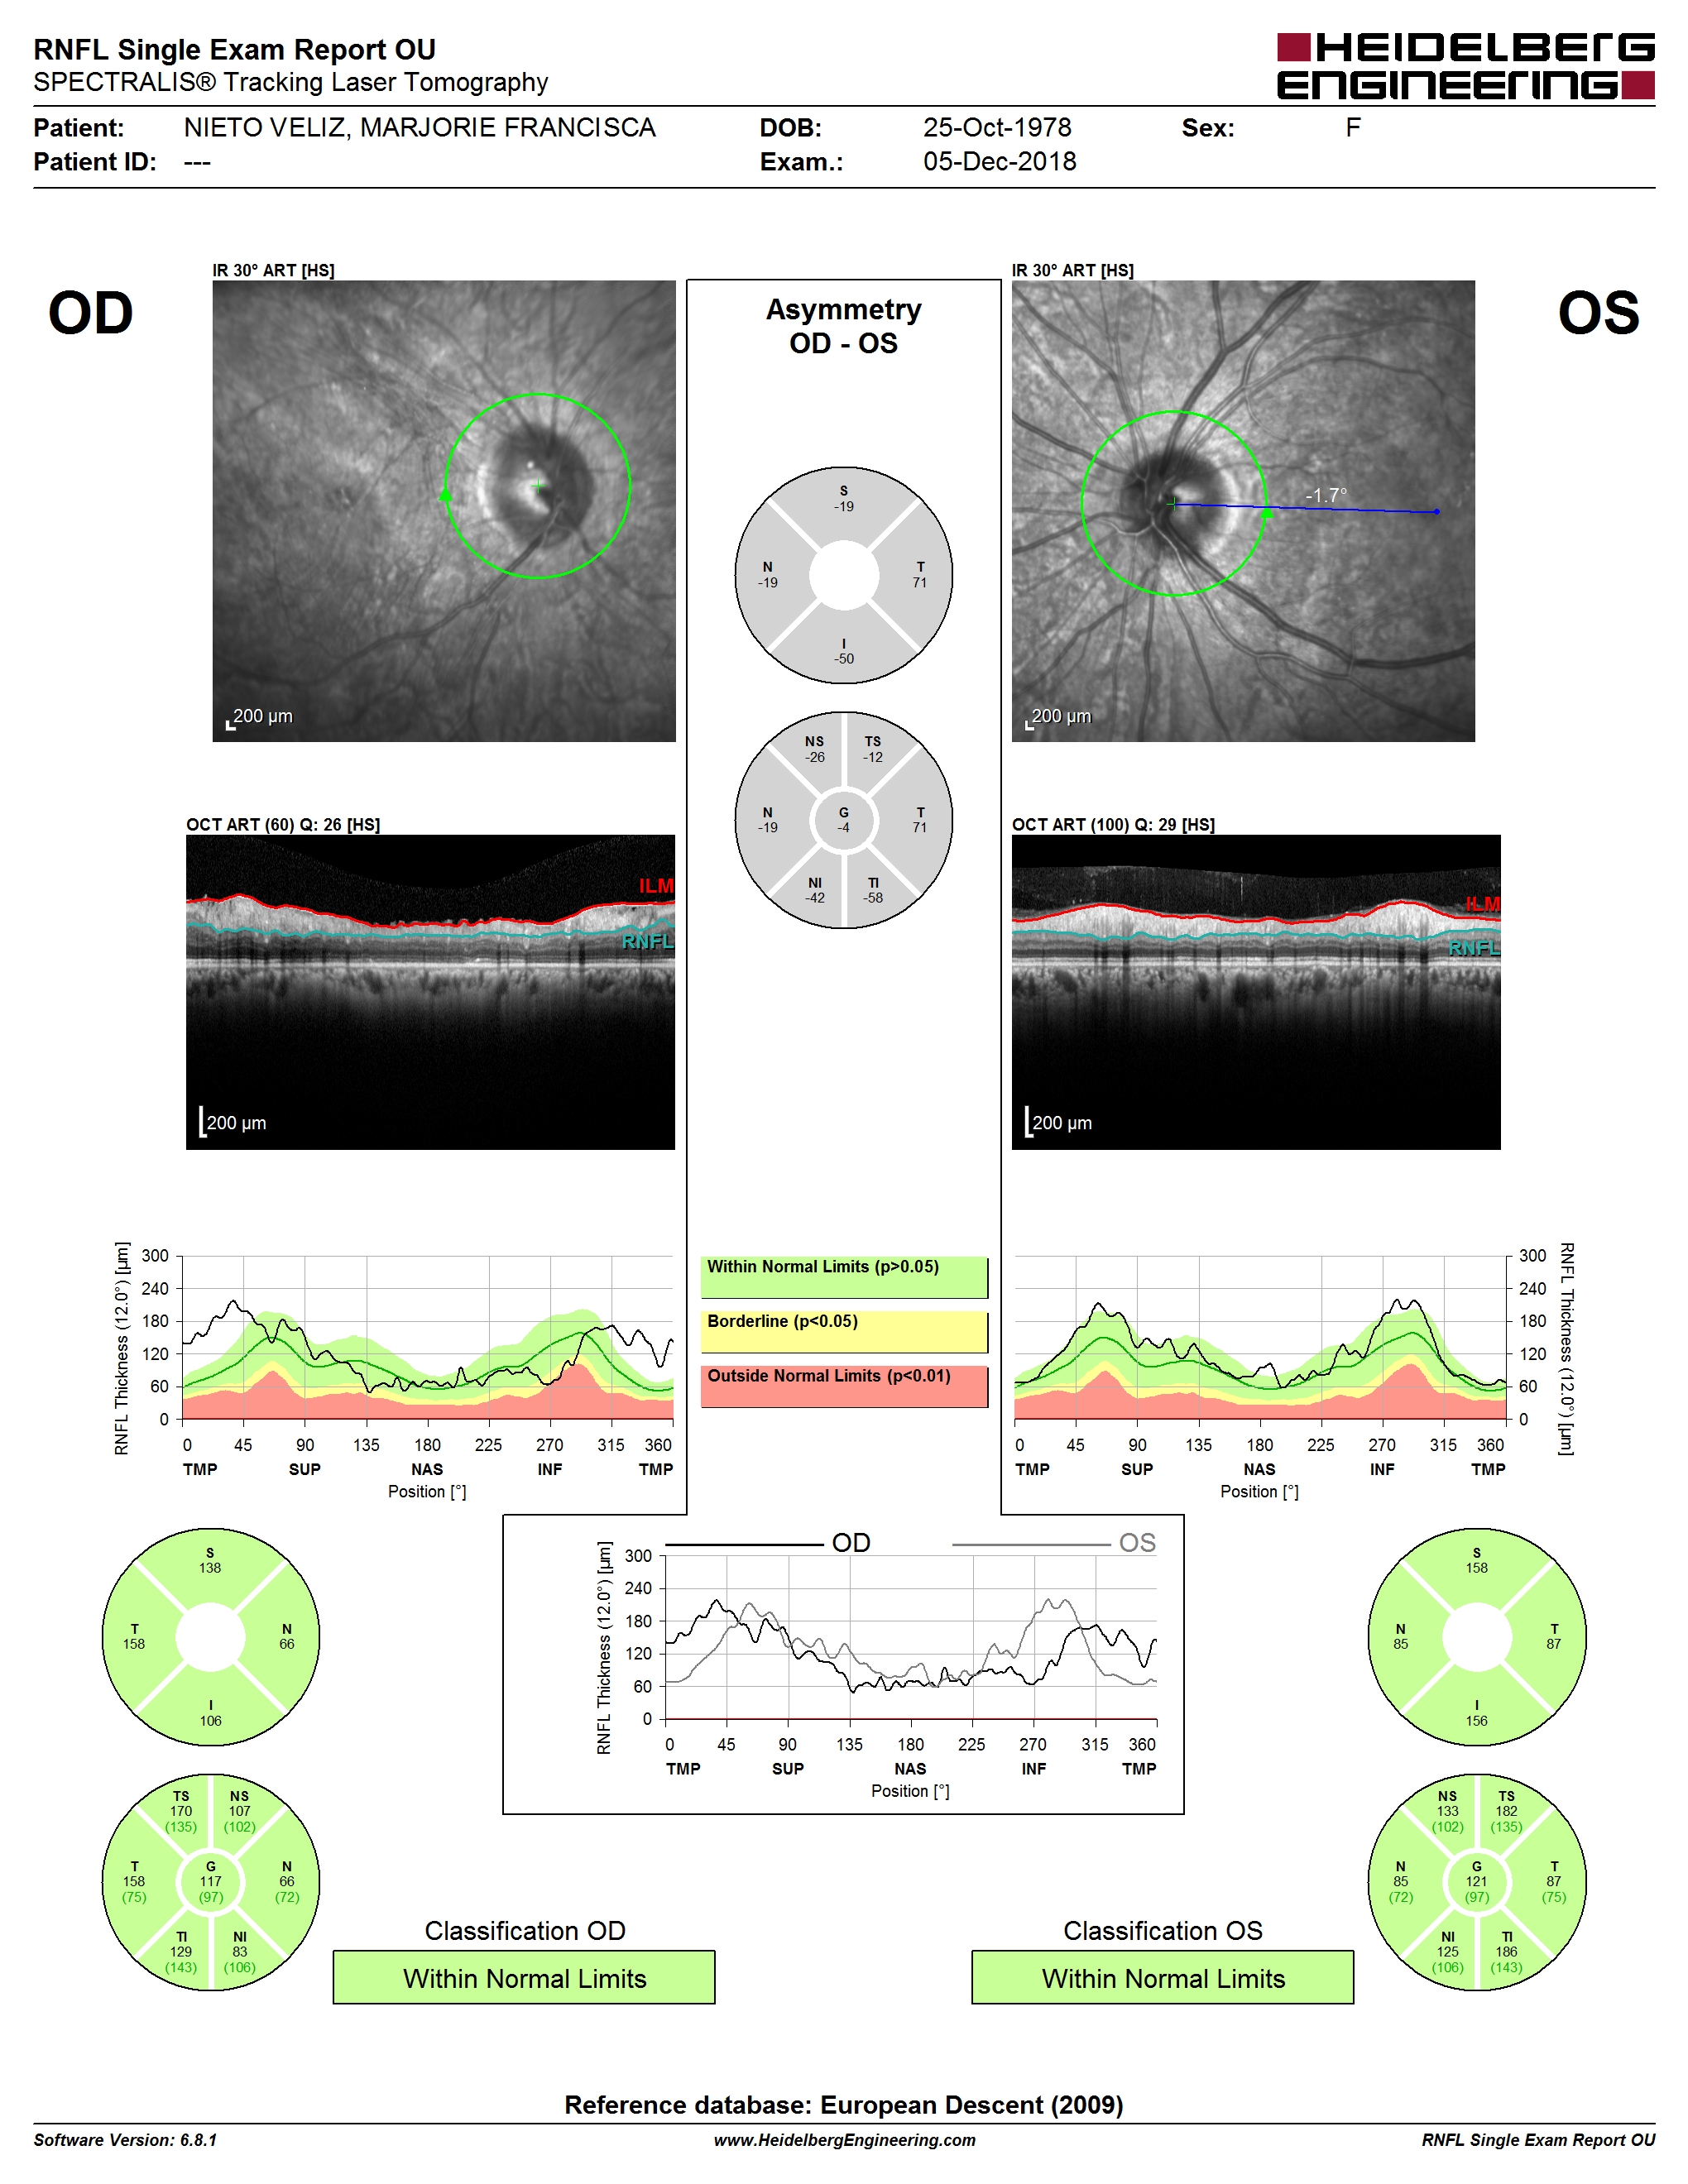 RNFL Single Exam Report OU
SPECTRALIS® Tracking Laser Tomography
HEIDELBERG
ENGINEERING
Patient: NIETO VELIZ, MARJORIE FRANCISCA DOB: 25-Oct-1978 Sex: F
Patient ID: --- Exam.: 05-Dec-2018
OD
IR 30° ART [HS]
200 µm
Asymmetry
OD - OS
S
-19
N
-19
T
71
I
-50
NS
-26
TS
-12
N
-19
G
-4
T
71
NI
-42
TI
-58
IR 30° ART [HS]
OS
-1.7°
200 µm
OCT ART (60) Q: 26 [HS]
ILM
RNFL
200 µm
OCT ART (100) Q: 29 [HS]
ILM
RNFL
200 µm
RNFL Thickness (12.0°) [µm]
300
240
180
120
60
0
0 45 90 135 180 225 270 315 360
TMP SUP NAS INF TMP
Position [°]
Within Normal Limits (p>0.05)
Borderline (p<0.05)
Outside Normal Limits (p<0.01)
300
240
180
120
60
0
RNFL Thickness (12.0°) [µm]
0 45 90 135 180 225 270 315 360
TMP SUP NAS INF TMP
Position [°]
S
138
T
158
N
66
I
106
TS
170
(135)
NS
107
(102)
T
158
(75)
G
117
(97)
N
66
(72)
TI
129
(143)
NI
83
(106)
OD OS
RNFL Thickness (12.0°) [µm]
300
240
180
120
60
0
0 45 90 135 180 225 270 315 360
TMP SUP NAS INF TMP
Position [°]
S
158
N
85
T
87
I
156
NS
133
(102)
TS
182
(135)
N
85
(72)
G
121
(97)
T
87
(75)
NI
125
(106)
TI
186
(143)
Classification OD
Within Normal Limits
Classification OS
Within Normal Limits
Reference database: European Descent (2009)
Software Version: 6.8.1 www.HeidelbergEngineering.com RNFL Single Exam Report OU